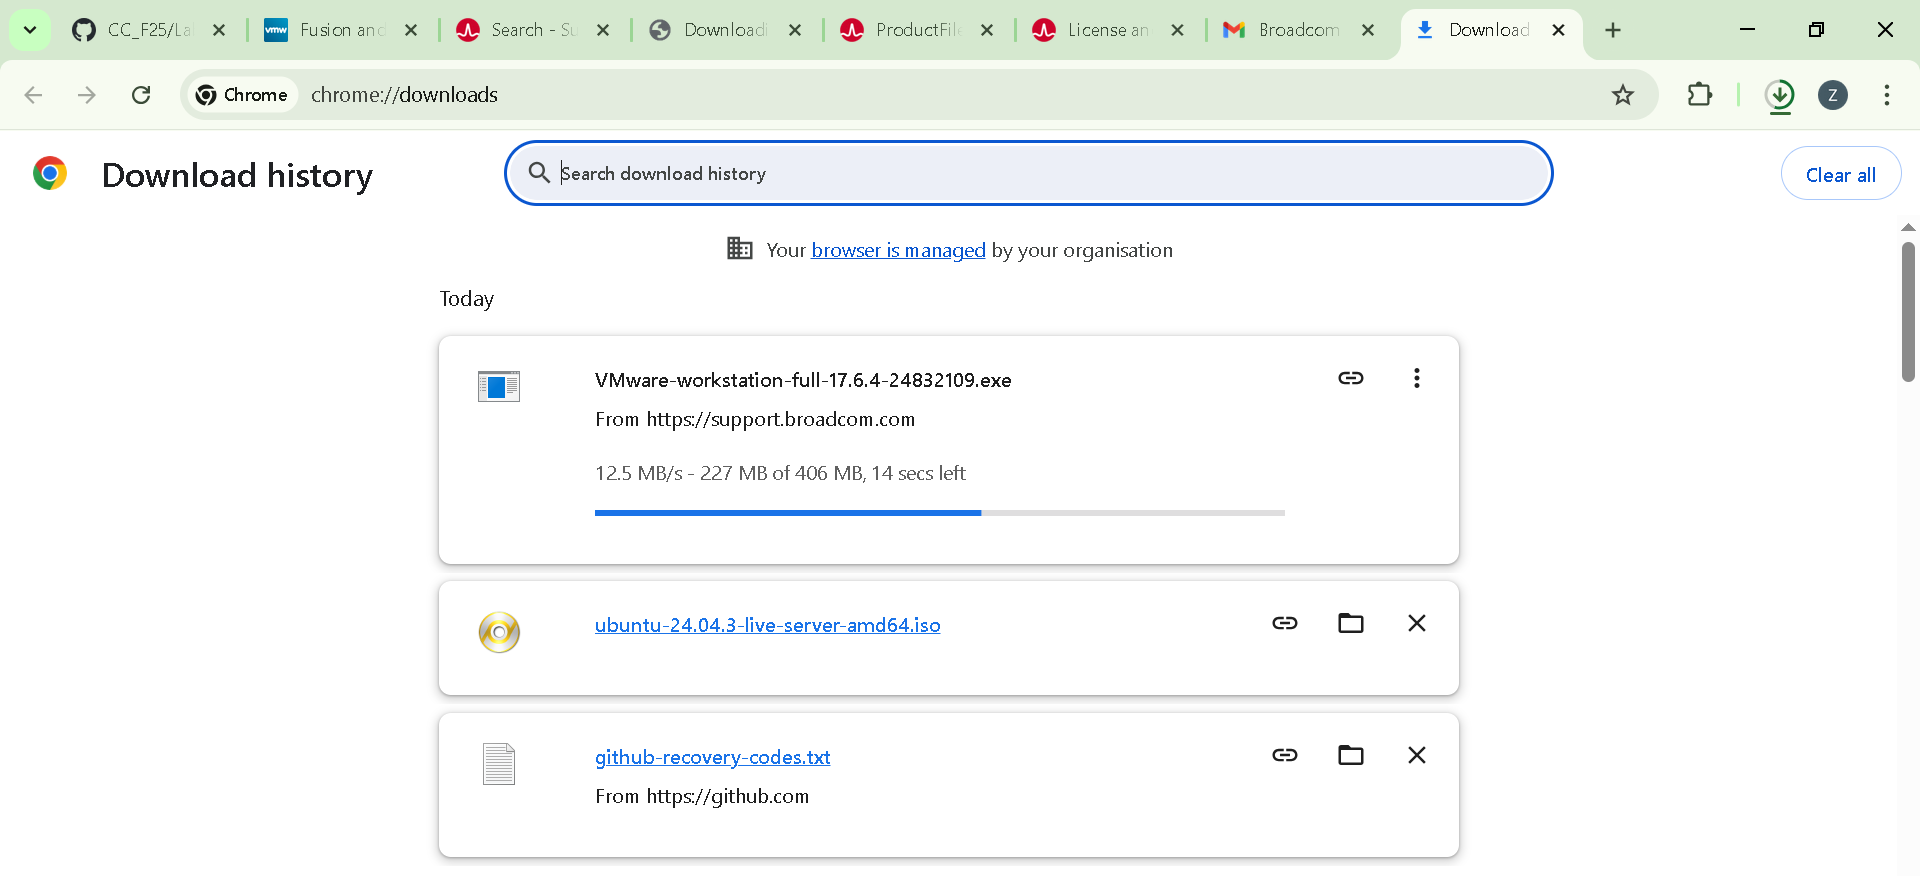 CC_F25/La
Fusion and
Search - Su
Downloadi
ProductFile
License an
Broadcom
Download
Chrome
chrome://downloads
Z
Download history
Search download history
Clear all
Your browser is managed by your organisation
Today
VMware-workstation-full-17.6.4-24832109.exe
From https://support.broadcom.com
12.5 MB/s - 227 MB of 406 MB, 14 secs left
ubuntu-24.04.3-live-server-amd64.iso
github-recovery-codes.txt
From https://github.com